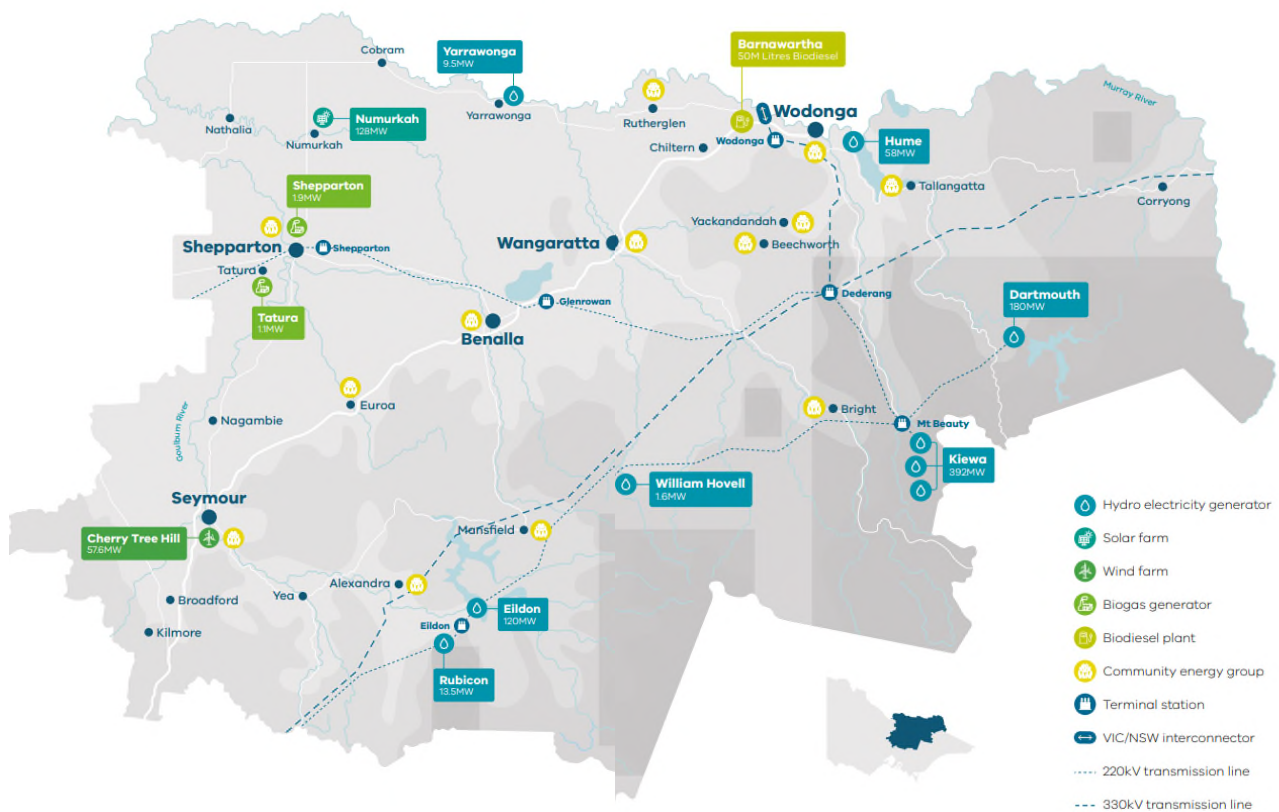 Cobram
Yarrawonga
9.5MW
Barnawartha
50M Litres Biodiesel
Murray River
Nathalia
Numurkah
128MW
Numurkah
Yarrawonga
Rutherglen
Chiltern
Wodonga
Wodonga
Hume
58MW
Tallangatta
Corryong
Shepparton
1.9MW
Shepparton
Shepparton
Tatura
Tatura
1.1MW
Wangaratta
Yackandandah
Beechworth
Glenrowan
Dederang
Dartmouth
180MW
Benalla
Euroa
Nagambie
Goulburn River
Bright
Mt Beauty
Kiewa
392MW
William Hovell
1.6MW
Seymour
Cherry Tree Hill
57.6MW
Mansfield
Alexandra
Yea
Broadford
Kilmore
Eildon
120MW
Eildon
Rubicon
13.5MW
Hydro electricity generator
Solar farm
Wind farm
Biogas generator
Biodiesel plant
Community energy group
Terminal station
VIC/NSW interconnector
220kV transmission line
330kV transmission line